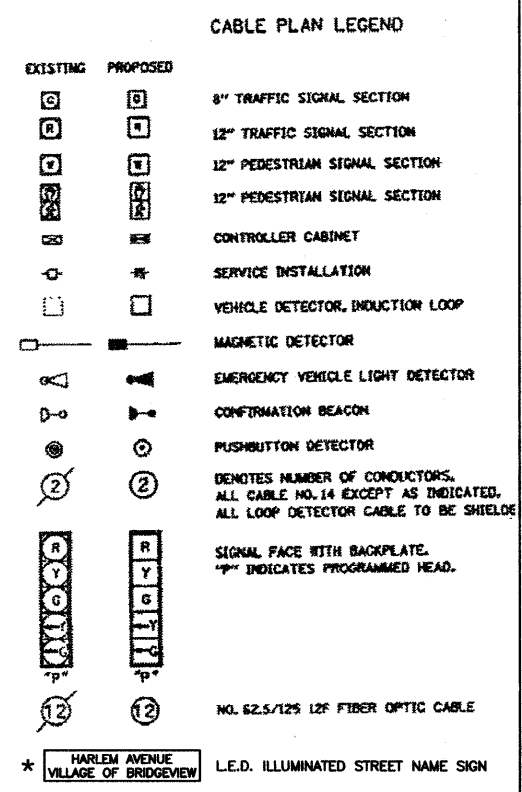 CABLE PLAN LEGEND
EXISTING PROPOSED
G G 8" TRAFFIC SIGNAL SECTION
R R 12" TRAFFIC SIGNAL SECTION
12" PEDESTRIAN SIGNAL SECTION
12" PEDESTRIAN SIGNAL SECTION
CONTROLLER CABINET
SERVICE INSTALLATION
VEHICLE DETECTOR, INDUCTION LOOP
MAGNETIC DETECTOR
EMERGENCY VEHICLE LIGHT DETECTOR
CONFIRMATION BEACON
PUSHBUTTON DETECTOR
2 2 DENOTES NUMBER OF CONDUCTORS.
ALL CABLE NO. 14 EXCEPT AS INDICATED.
ALL LOOP DETECTOR CABLE TO BE SHIELDE
R R SIGNAL FACE WITH BACKPLATE.
Y Y "P" INDICATES PROGRAMMED HEAD.
G G
Y Y
G G
"P" "P"
12 12 NO. 62.5/125 12F FIBER OPTIC CABLE
* HARLEM AVENUE
VILLAGE OF BRIDGEVIEW L.E.D. ILLUMINATED STREET NAME SIGN